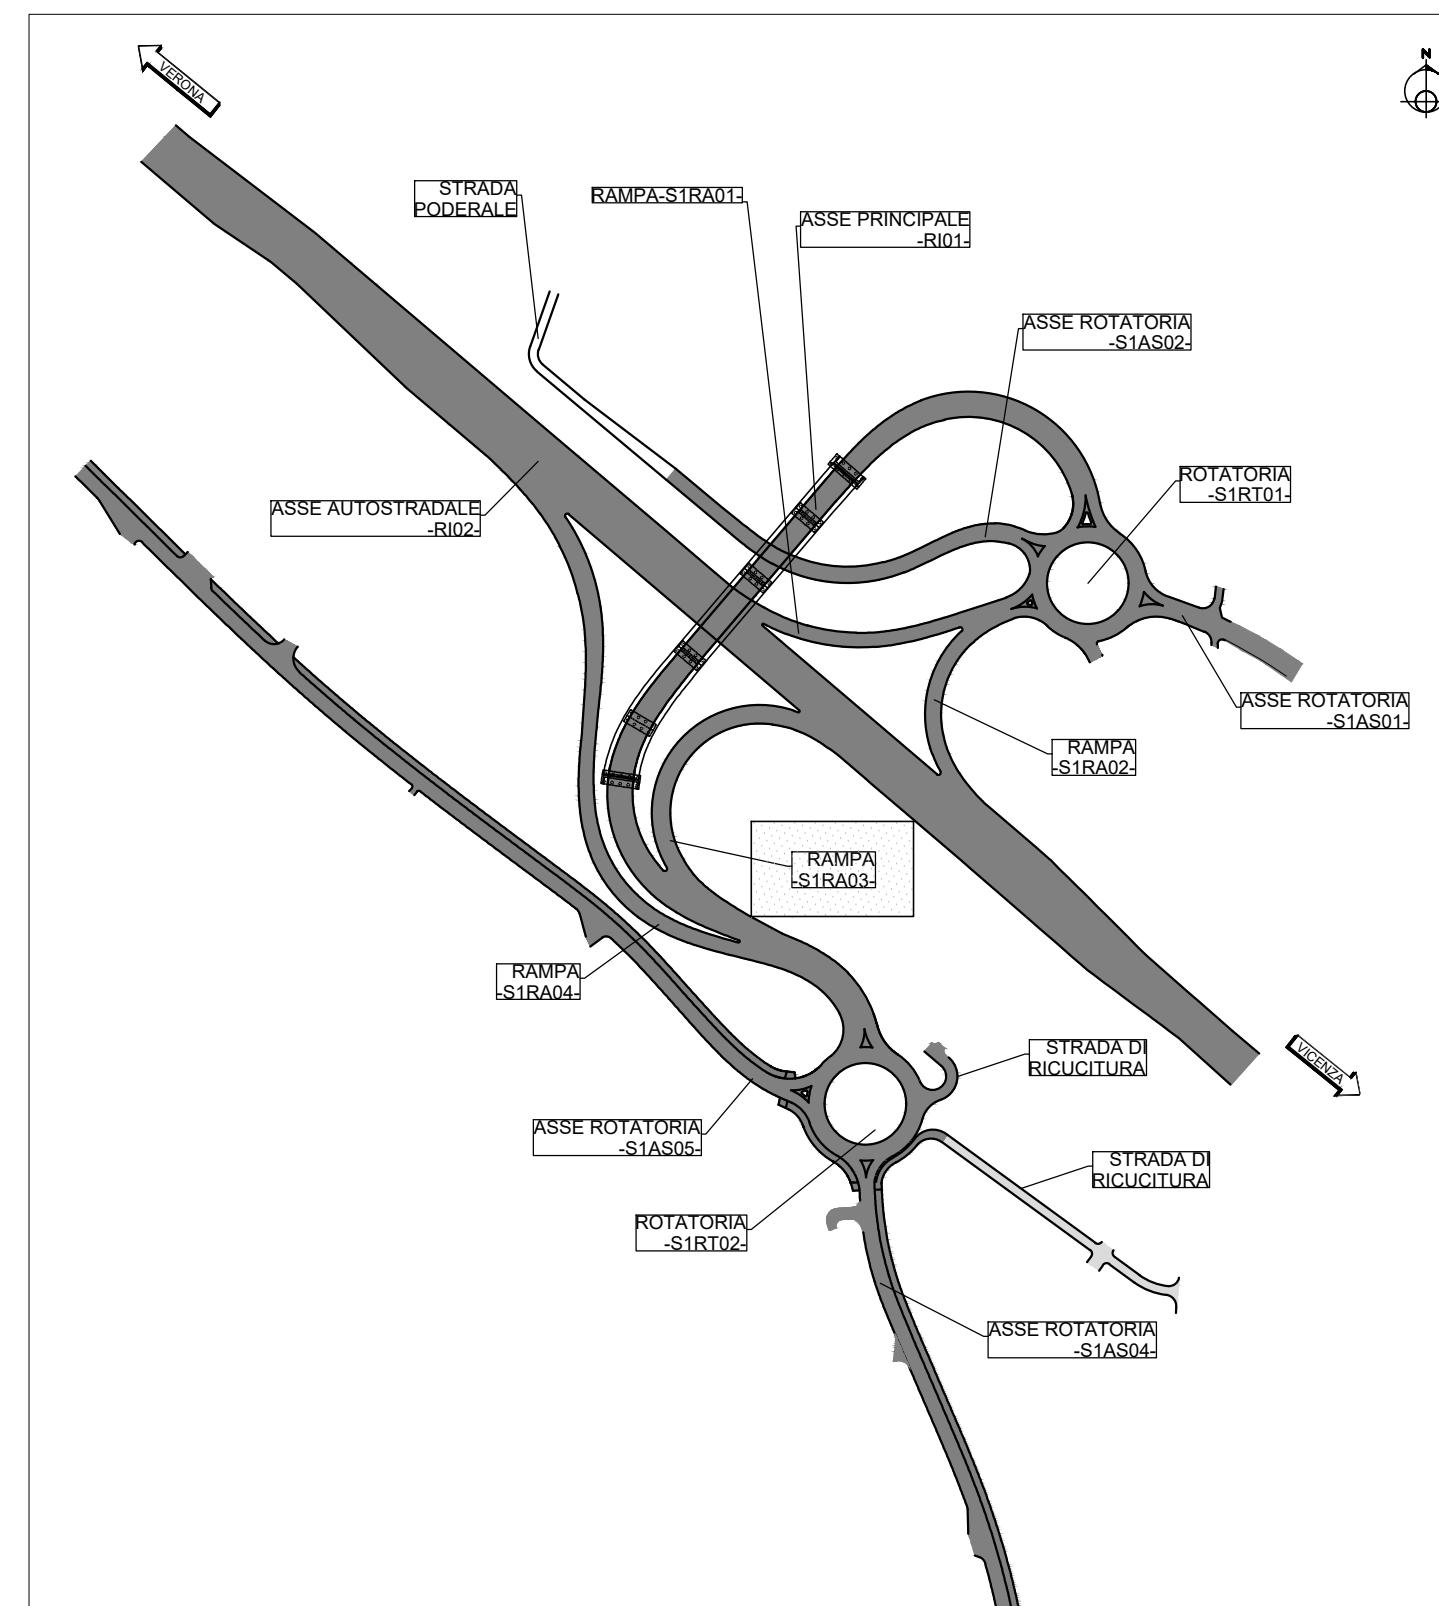 N
VERONA
STRADA
PODERALE
RAMPA-S1RA01-
ASSE PRINCIPALE
-RI01-
ASSE ROTATORIA
-S1AS02-
ROTATORIA
-S1RT01-
ASSE AUTOSTRADALE
-RI02-
ASSE ROTATORIA
-S1AS01-
RAMPA
-S1RA02-
RAMPA
-S1RA03-
RAMPA
-S1RA04-
STRADA DI
RICUCITURA
VICENZA
ASSE ROTATORIA
-S1AS05-
STRADA DI
RICUCITURA
ROTATORIA
-S1RT02-
ASSE ROTATORIA
-S1AS04-